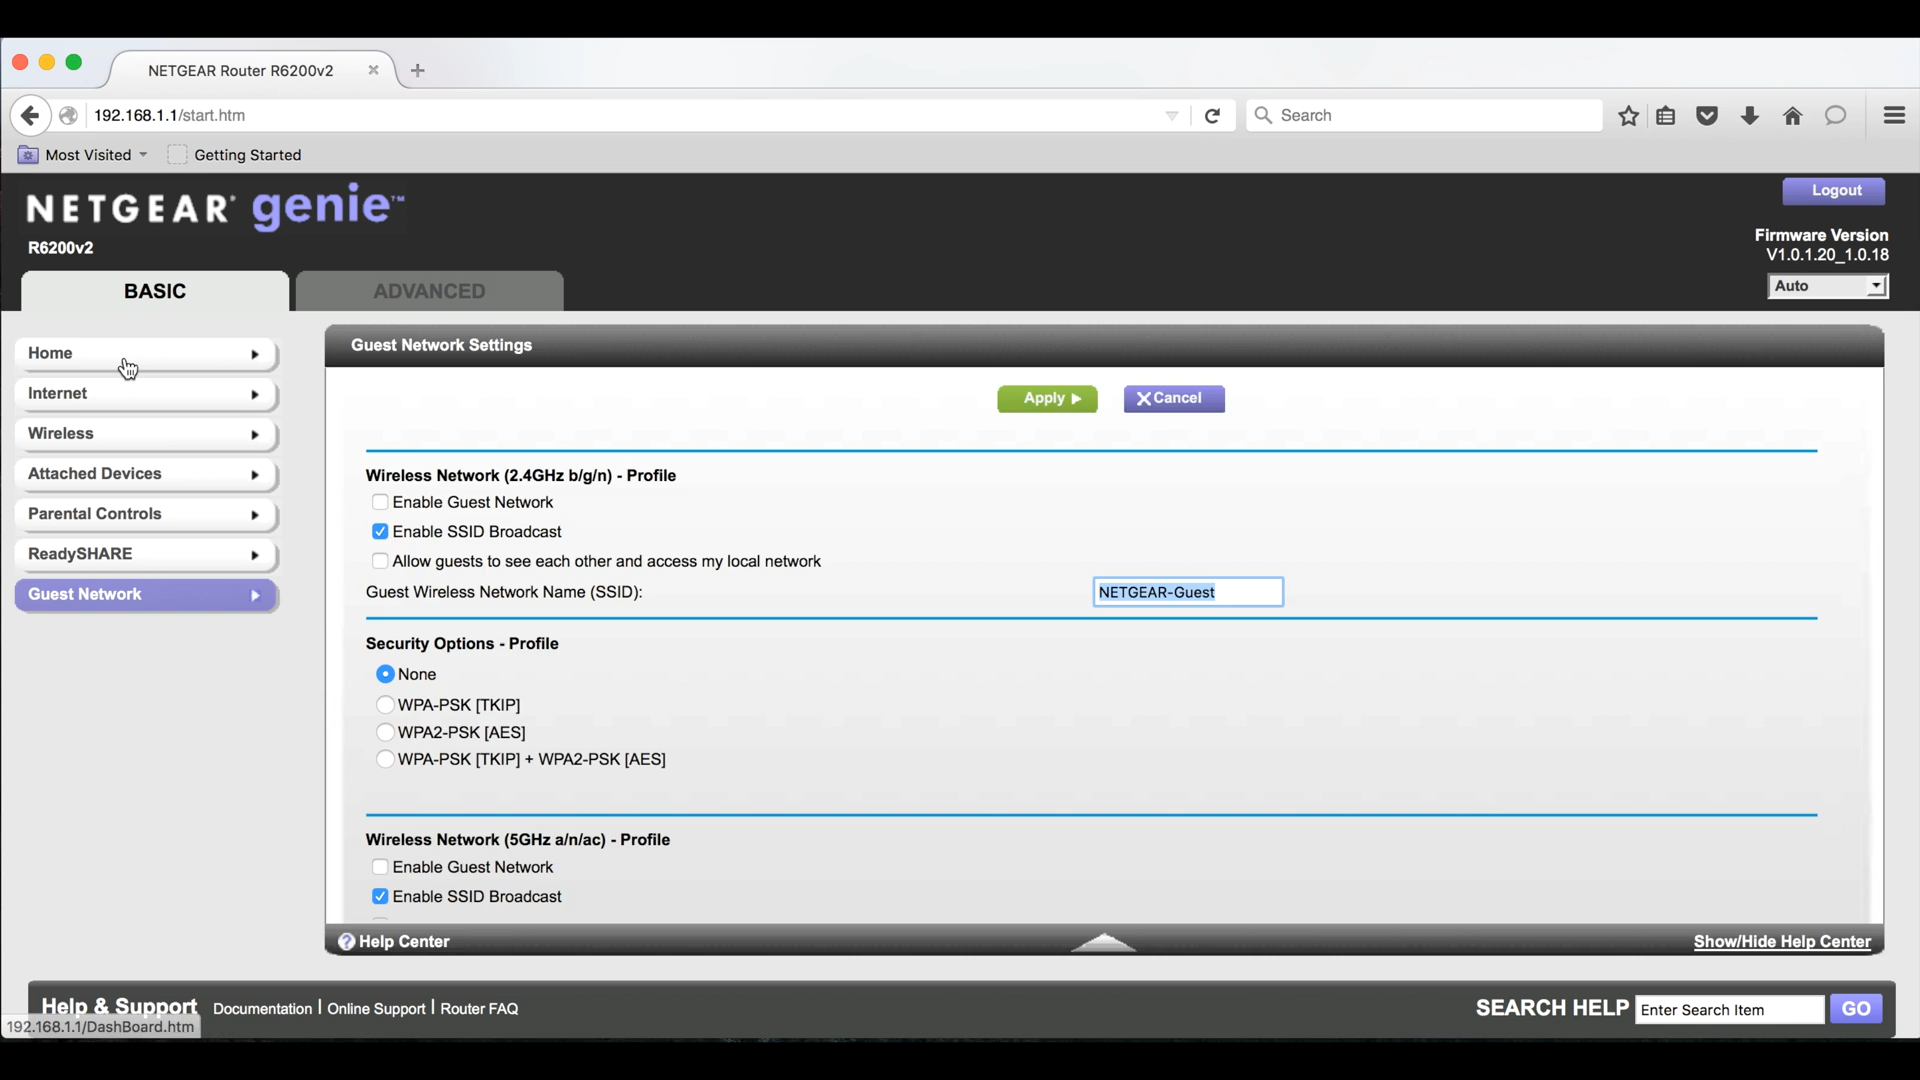 NETGEAR Router R6200v2
192.168.1.1/start.htm
Search
Most Visited
Getting Started
NETGEAR® genie™
Logout
R6200v2
Firmware Version
V1.0.1.20_1.0.18
Auto
BASIC
ADVANCED
Home
Internet
Wireless
Attached Devices
Parental Controls
ReadySHARE
Guest Network
Guest Network Settings
Apply
Cancel
Wireless Network (2.4GHz b/g/n) - Profile
Enable Guest Network
Enable SSID Broadcast
Allow guests to see each other and access my local network
Guest Wireless Network Name (SSID):
NETGEAR-Guest
Security Options - Profile
None
WPA-PSK [TKIP]
WPA2-PSK [AES]
WPA-PSK [TKIP] + WPA2-PSK [AES]
Wireless Network (5GHz a/n/ac) - Profile
Enable Guest Network
Enable SSID Broadcast
? Help Center
Show/Hide Help Center
Help & Support
Documentation | Online Support | Router FAQ
SEARCH HELP
Enter Search Item
GO
192.168.1.1/DashBoard.htm